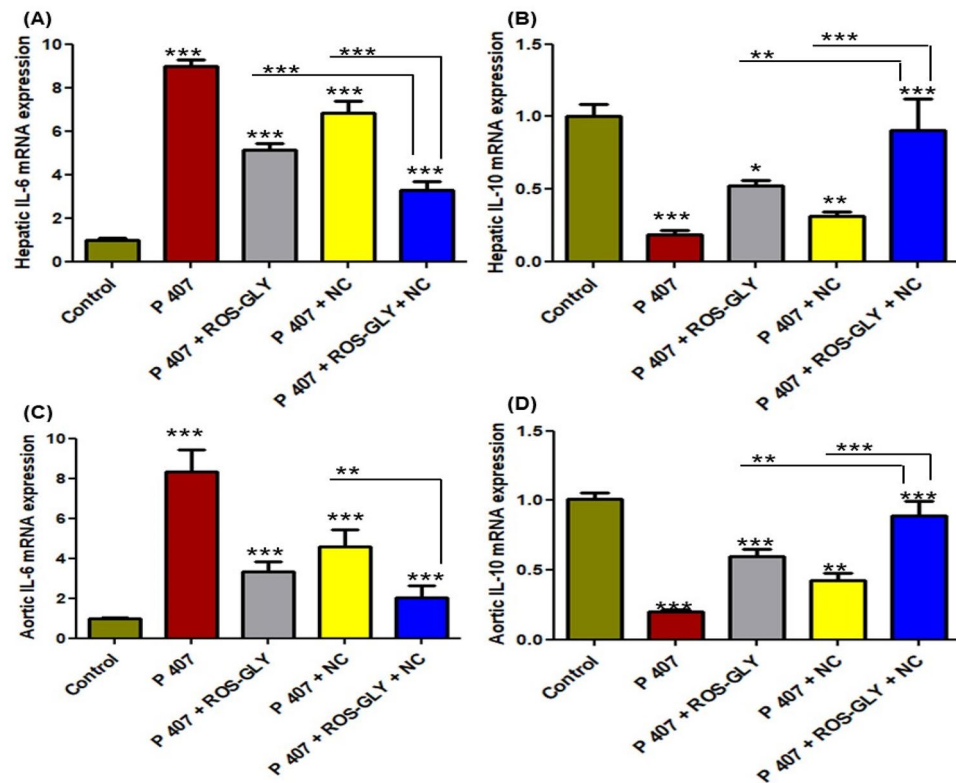 (A)
Hepatic IL-6 mRNA expression
10
8
6
4
2
0
***
***
***
***
***
***
Control
P 407
P 407 + ROS-GLY
P 407 + NC
P 407 + ROS-GLY + NC
(B)
Hepatic IL-10 mRNA expression
1.5
1.0
0.5
0.0
***
**
***
*
**
***
Control
P 407
P 407 + ROS-GLY
P 407 + NC
P 407 + ROS-GLY + NC
(C)
Aortic IL-6 mRNA expression
10
8
6
4
2
0
***
**
***
***
***
Control
P 407
P 407 + ROS-GLY
P 407 + NC
P 407 + ROS-GLY + NC
(D)
Aortic IL-10 mRNA expression
1.5
1.0
0.5
0.0
***
**
***
***
**
***
Control
P 407
P 407 + ROS-GLY
P 407 + NC
P 407 + ROS-GLY + NC